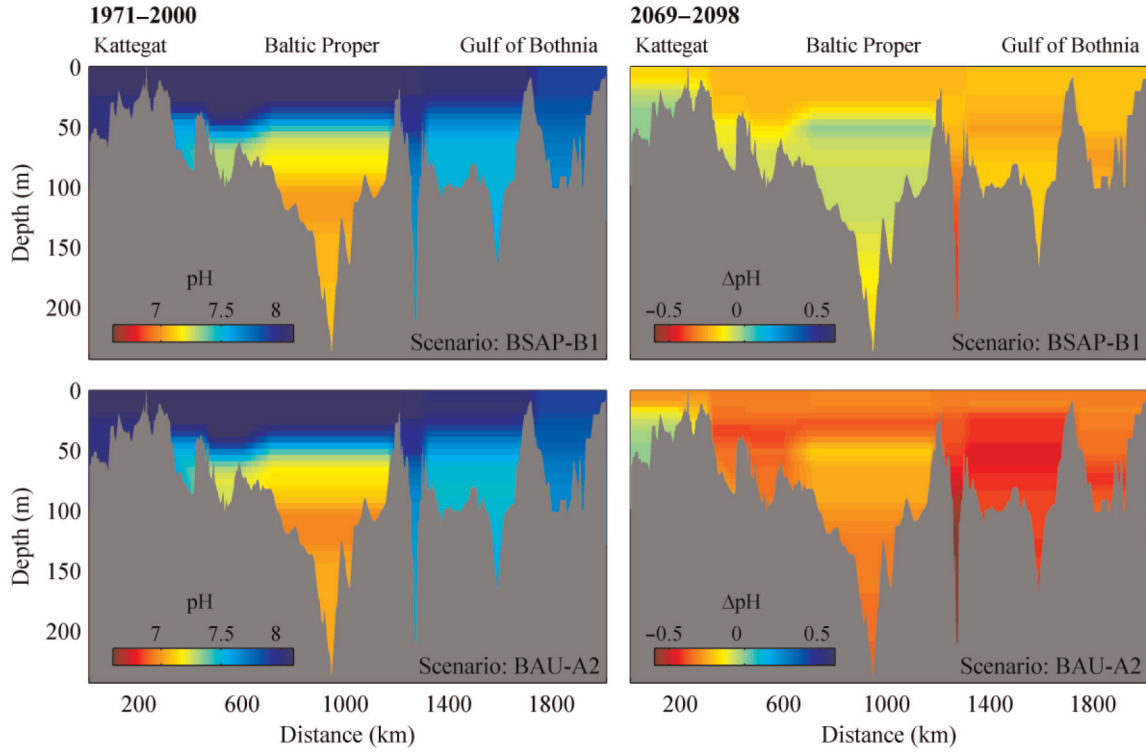 1971–2000
2069–2098
Kattegat Baltic Proper Gulf of Bothnia
Kattegat Baltic Proper Gulf of Bothnia
Depth (m)
0
50
100
150
200
pH
7 7.5 8
Scenario: BSAP-B1
ΔpH
−0.5 0 0.5
Scenario: BSAP-B1
Depth (m)
0
50
100
150
200
pH
7 7.5 8
Scenario: BAU-A2
ΔpH
−0.5 0 0.5
Scenario: BAU-A2
200 600 1000 1400 1800
200 600 1000 1400 1800
Distance (km)
Distance (km)